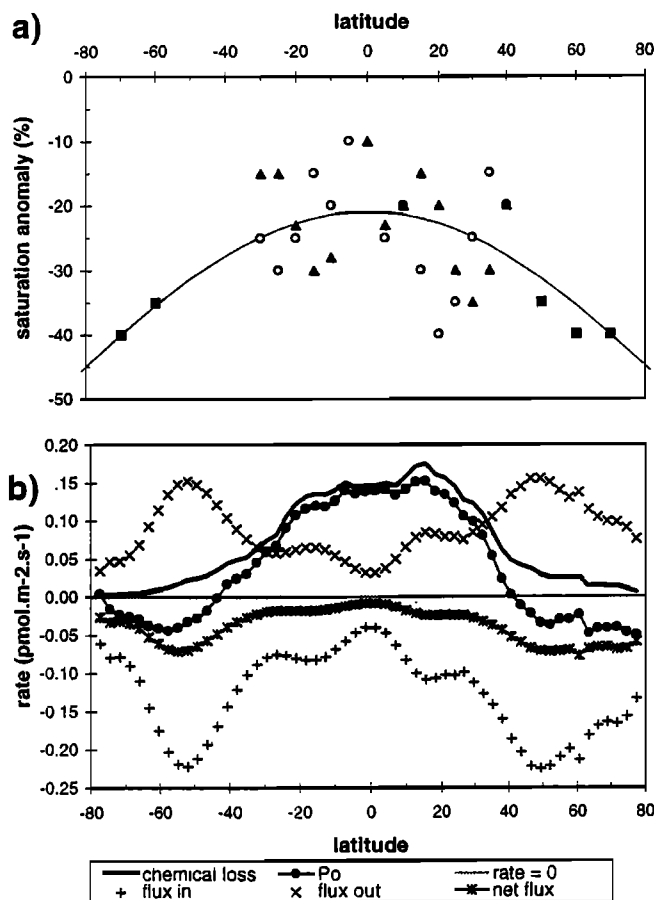 latitude
a)
-80 -60 -40 -20 0 20 40 60 80
0
-10
-20
-30
-40
-50
saturation anomaly (%)
b)
0.20
0.15
0.10
0.05
0.00
-0.05
-0.10
-0.15
-0.20
-0.25
rate (pmol.m-2.s-1)
-80 -60 -40 -20 0 20 40 60 80
latitude
chemical loss Po rate = 0
flux in flux out net flux